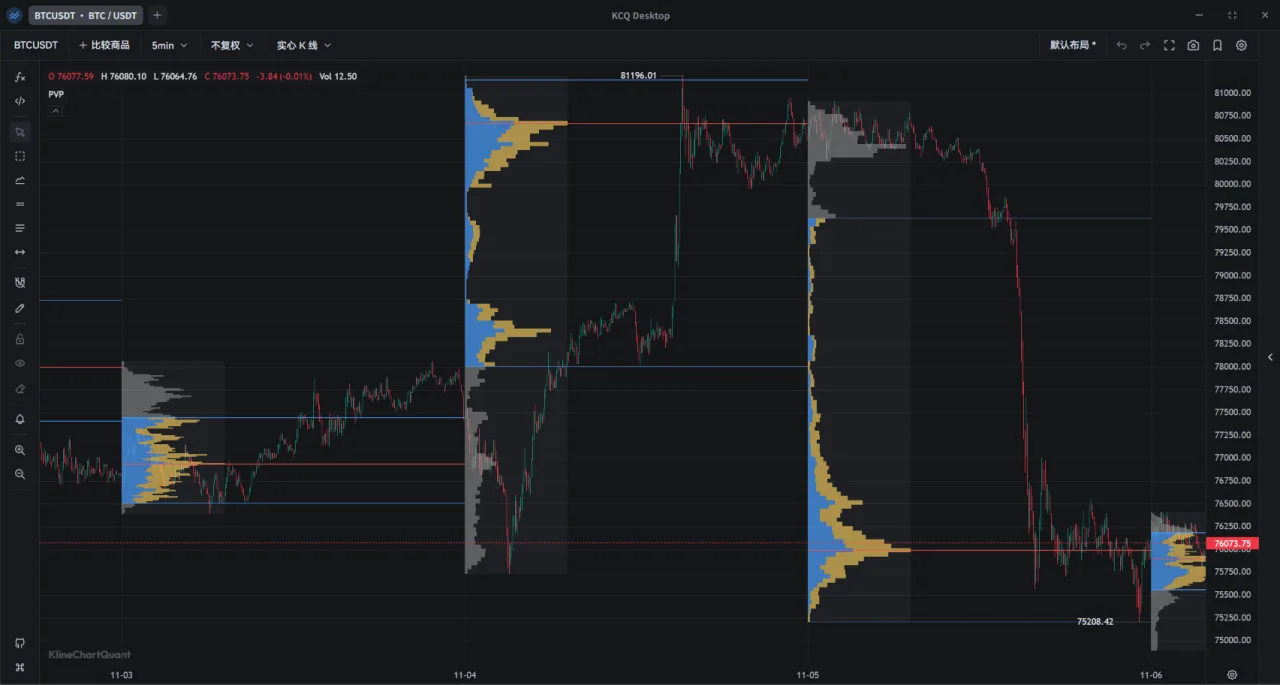 BTCUSDT • BTC / USDT
KCQ Desktop
BTCUSDT
比较商品
5min
不复权
实心 K 线
默认布局 *
O 76077.59 H 76080.10 L 76064.76 C 76073.75 -3.84 (-0.01%) Vol 12.50
PVP
81196.01
75208.42
81000.00
80750.00
80500.00
80250.00
80000.00
79750.00
79500.00
79250.00
79000.00
78750.00
78500.00
78250.00
78000.00
77750.00
77500.00
77250.00
77000.00
76750.00
76500.00
76250.00
76073.75
76000.00
75750.00
75500.00
75250.00
75000.00
KlineChartQuant
11-03
11-04
11-05
11-06